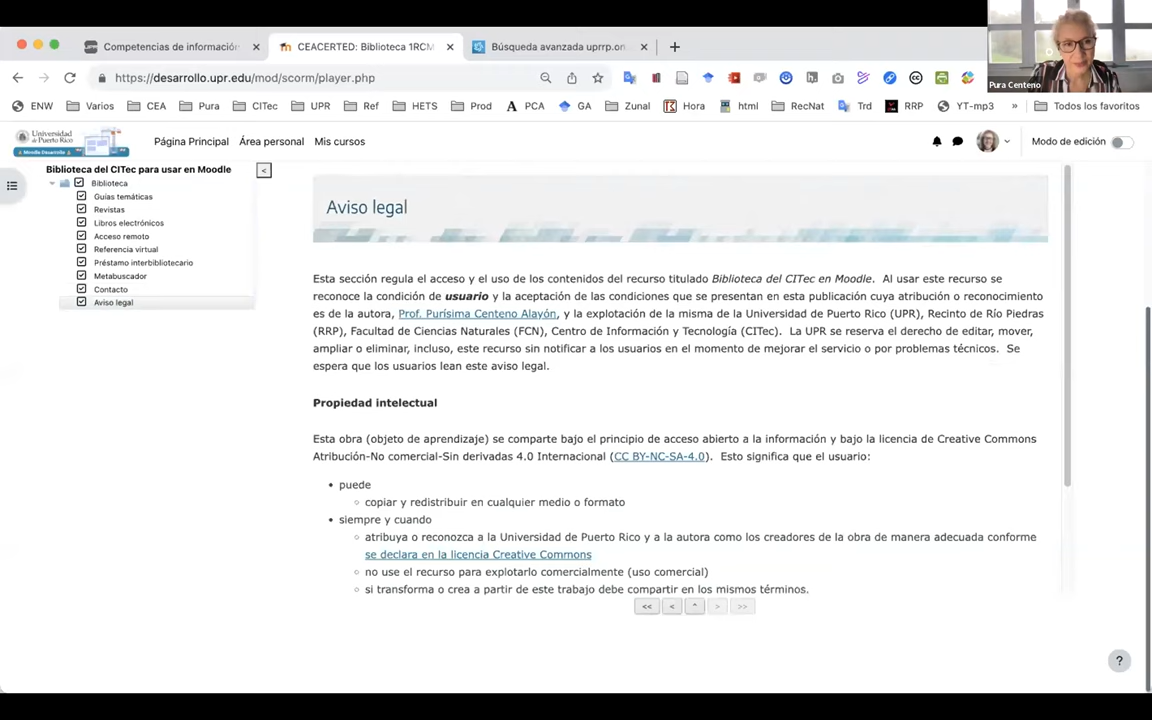 Competencias de información
CEACERTED: Biblioteca 1RCM
Búsqueda avanzada uprrp.on
https://desarrollo.upr.edu/mod/scorm/player.php
Pura Centeno
ENW Varios CEA Pura CITec UPR Ref HETS Prod PCA GA Zunal Hora html RecNat Trd RRP YT-mp3 » Todos los favoritos
Universidad
de Puerto Rico
Página Principal Área personal Mis cursos
Modo de edición
Biblioteca del CITec para usar en Moodle
<
Biblioteca
Guías temáticas
Revistas
Libros electrónicos
Acceso remoto
Referencia virtual
Préstamo interbibliotecario
Metabuscador
Contacto
Aviso legal
Aviso legal
Esta sección regula el acceso y el uso de los contenidos del recurso titulado Biblioteca del CITec en Moodle. Al usar este recurso se
reconoce la condición de usuario y la aceptación de las condiciones que se presentan en esta publicación cuya atribución o reconocimiento
es de la autora, Prof. Purísima Centeno Alayón, y la explotación de la misma de la Universidad de Puerto Rico (UPR), Recinto de Río Piedras
(RRP), Facultad de Ciencias Naturales (FCN), Centro de Información y Tecnología (CITec). La UPR se reserva el derecho de editar, mover,
ampliar o eliminar, incluso, este recurso sin notificar a los usuarios en el momento de mejorar el servicio o por problemas técnicos. Se
espera que los usuarios lean este aviso legal.
Propiedad intelectual
Esta obra (objeto de aprendizaje) se comparte bajo el principio de acceso abierto a la información y bajo la licencia de Creative Commons
Atribución-No comercial-Sin derivadas 4.0 Internacional (CC BY-NC-SA-4.0). Esto significa que el usuario:
puede
copiar y redistribuir en cualquier medio o formato
siempre y cuando
atribuya o reconozca a la Universidad de Puerto Rico y a la autora como los creadores de la obra de manera adecuada conforme
se declara en la licencia Creative Commons
no use el recurso para explotarlo comercialmente (uso comercial)
si transforma o crea a partir de este trabajo debe compartir en los mismos términos.
<< < ^ > >>
?